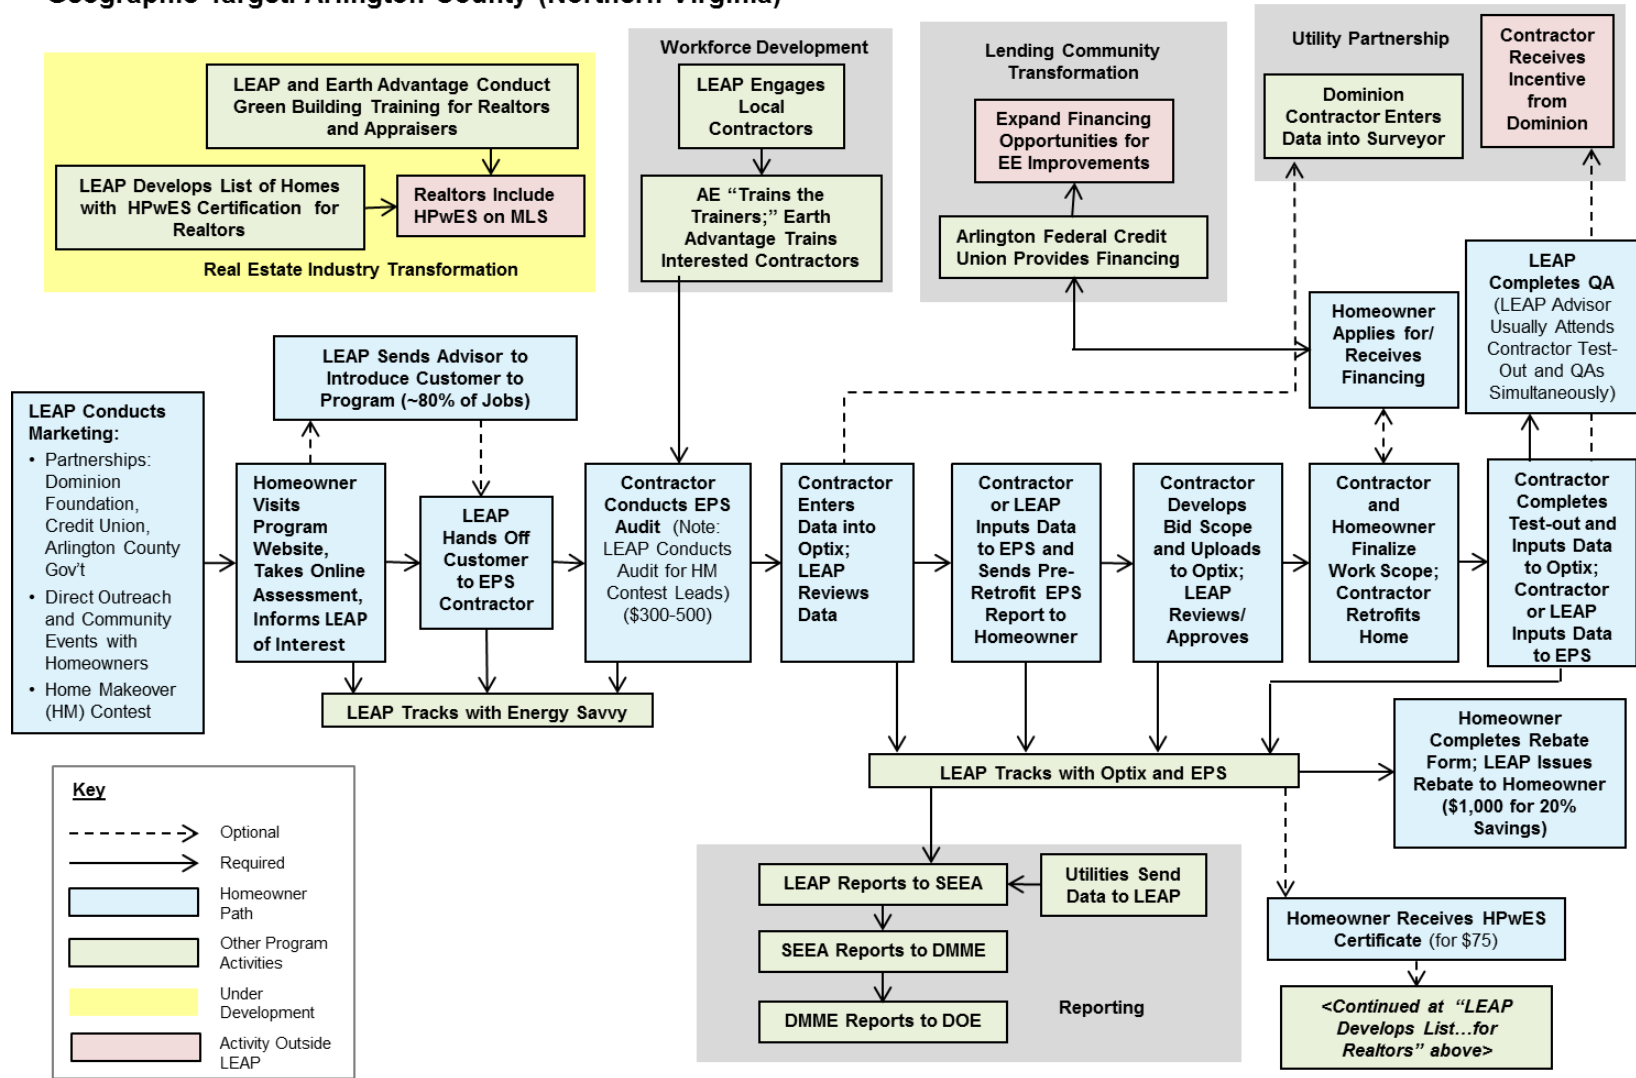 Geographic Target: Arlington County (Northern Virginia)
LEAP and Earth Advantage Conduct
Green Building Training for Realtors
and Appraisers
LEAP Develops List of Homes
with HPwES Certification for
Realtors
Realtors Include
HPwES on MLS
Real Estate Industry Transformation
Workforce Development
LEAP Engages
Local
Contractors
AE “Trains the
Trainers;” Earth
Advantage Trains
Interested Contractors
Lending Community
Transformation
Expand Financing
Opportunities for
EE Improvements
Arlington Federal Credit
Union Provides Financing
Utility Partnership
Dominion
Contractor Enters
Data into Surveyor
Contractor
Receives
Incentive
from
Dominion
LEAP
Completes QA
(LEAP Advisor
Usually Attends
Contractor Test-
Out and QAs
Simultaneously)
Homeowner
Applies for/
Receives
Financing
LEAP Sends Advisor to
Introduce Customer to
Program (~80% of Jobs)
LEAP Conducts
Marketing:
• Partnerships:
Dominion
Foundation,
Credit Union,
Arlington County
Gov’t
• Direct Outreach
and Community
Events with
Homeowners
• Home Makeover
(HM) Contest
Homeowner
Visits
Program
Website,
Takes Online
Assessment,
Informs LEAP
of Interest
LEAP
Hands Off
Customer
to EPS
Contractor
Contractor
Conducts EPS
Audit (Note:
LEAP Conducts
Audit for HM
Contest Leads)
($300-500)
Contractor
Enters
Data into
Optix;
LEAP
Reviews
Data
Contractor
or LEAP
Inputs Data
to EPS and
Sends Pre-
Retrofit EPS
Report to
Homeowner
Contractor
Develops
Bid Scope
and Uploads
to Optix;
LEAP
Reviews/
Approves
Contractor
and
Homeowner
Finalize
Work Scope;
Contractor
Retrofits
Home
Contractor
Completes
Test-out and
Inputs Data
to Optix;
Contractor
or LEAP
Inputs Data
to EPS
LEAP Tracks with Energy Savvy
LEAP Tracks with Optix and EPS
Homeowner
Completes Rebate
Form; LEAP Issues
Rebate to Homeowner
($1,000 for 20%
Savings)
LEAP Reports to SEEA
Utilities Send
Data to LEAP
SEEA Reports to DMME
DMME Reports to DOE
Reporting
Homeowner Receives HPwES
Certificate (for $75)
<Continued at “LEAP
Develops List…for
Realtors” above>
Key
Optional
Required
Homeowner
Path
Other Program
Activities
Under
Development
Activity Outside
LEAP